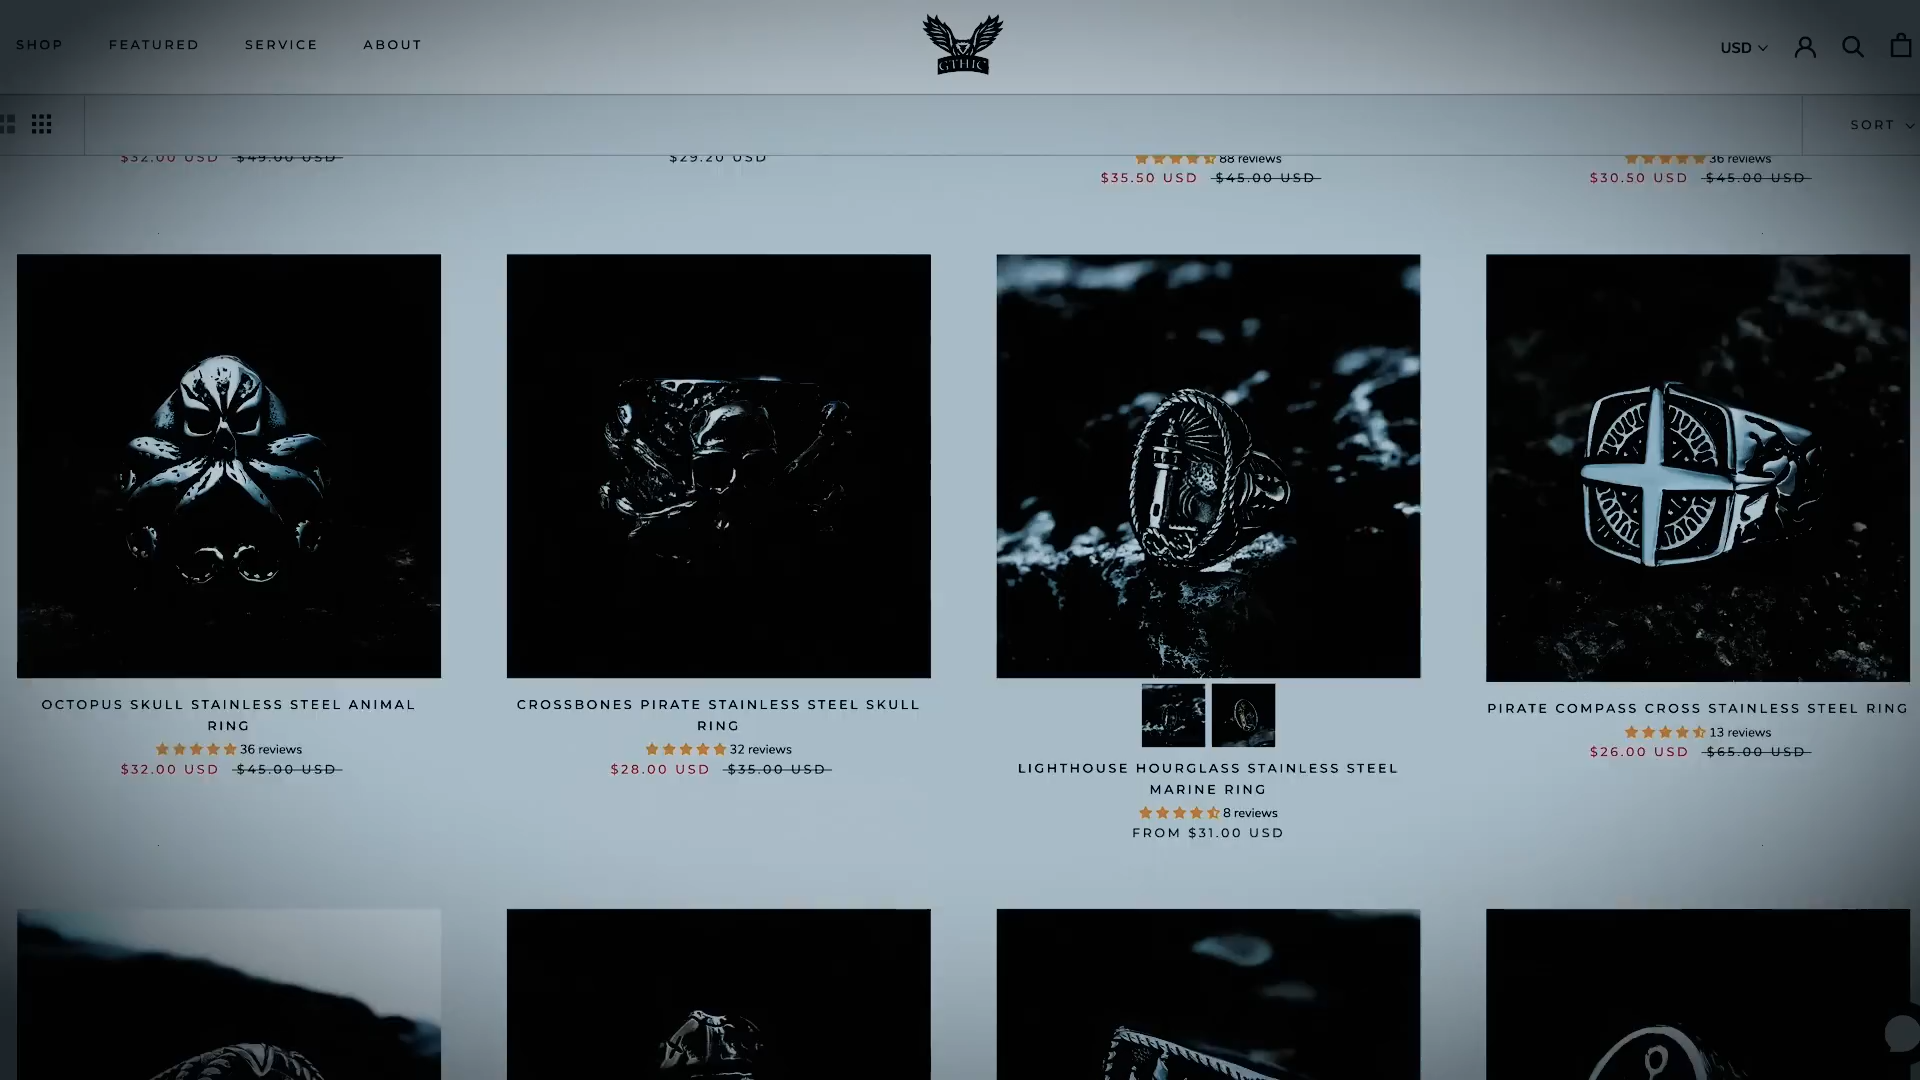 SHOP FEATURED SERVICE ABOUT
GTHIC
USD
SORT
$32.00 USD $49.00 USD
$29.20 USD
88 reviews
$35.50 USD $45.00 USD
36 reviews
$30.50 USD $45.00 USD
OCTOPUS SKULL STAINLESS STEEL ANIMAL
RING
36 reviews
$32.00 USD $45.00 USD
CROSSBONES PIRATE STAINLESS STEEL SKULL
RING
32 reviews
$28.00 USD $35.00 USD
LIGHTHOUSE HOURGLASS STAINLESS STEEL
MARINE RING
8 reviews
FROM $31.00 USD
PIRATE COMPASS CROSS STAINLESS STEEL RING
13 reviews
$26.00 USD $65.00 USD